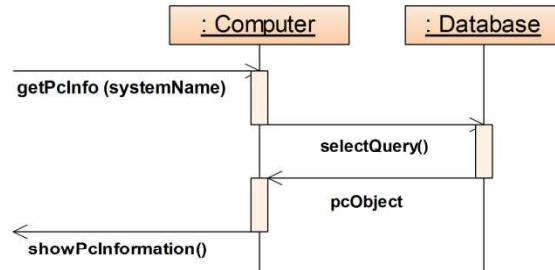 : Computer
: Database
getPcInfo (systemName)
selectQuery()
pcObject
showPcInformation()